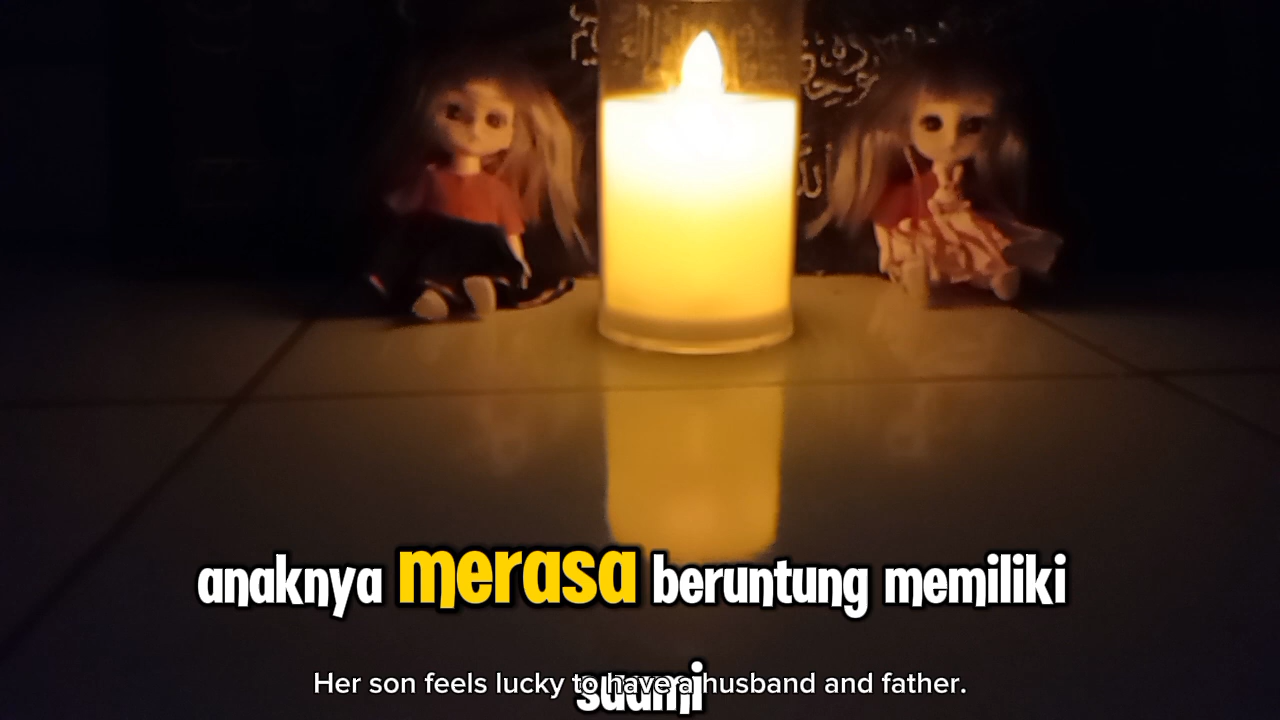 anaknya merasa beruntung memiliki
suami
Her son feels lucky to have a husband and father.